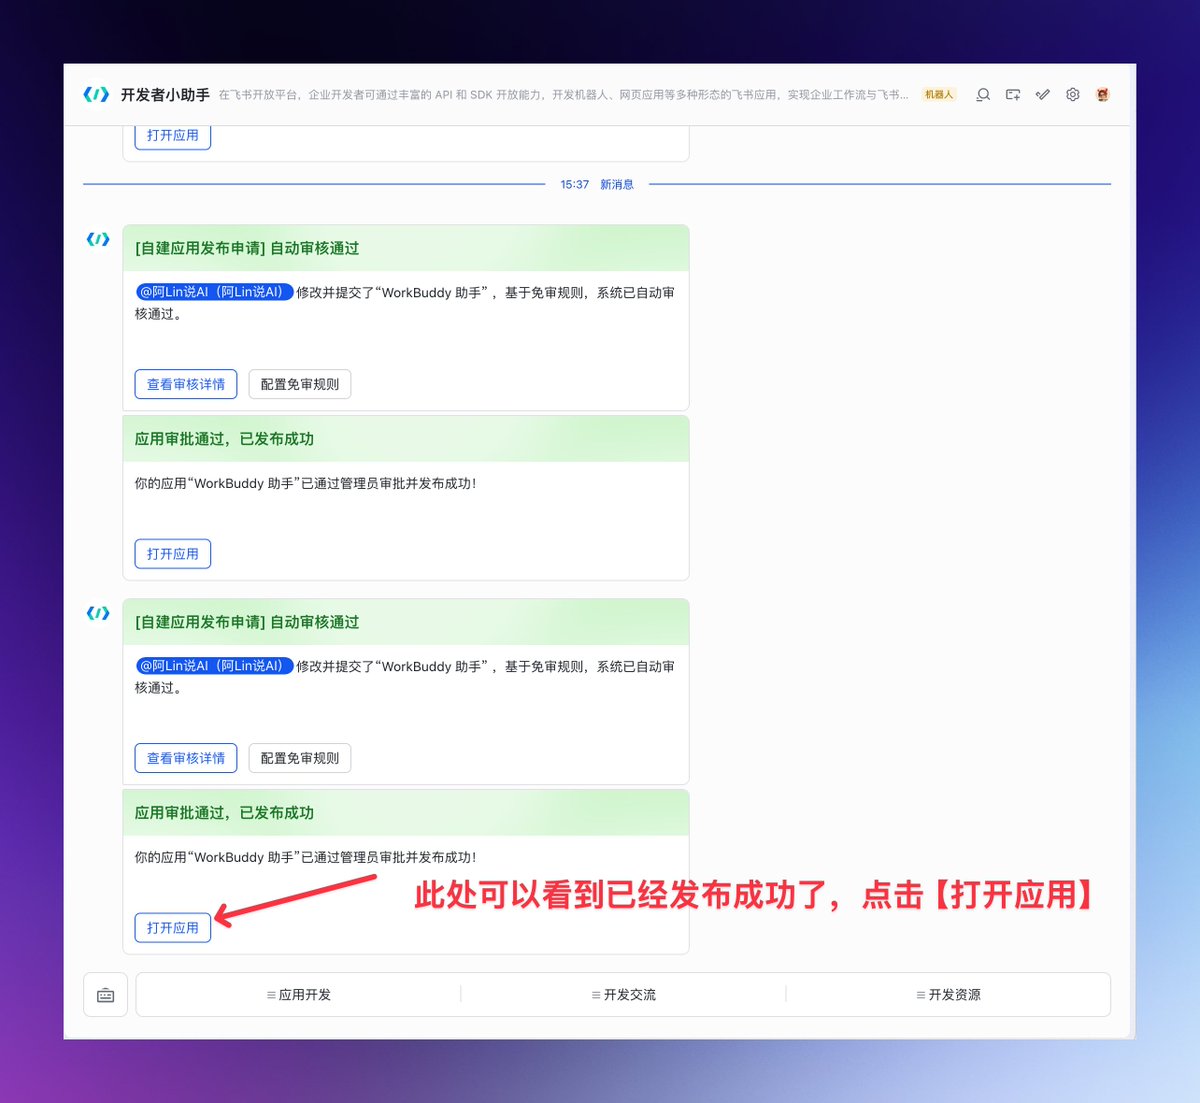 开发者小助手 在飞书开放平台，企业开发者可通过丰富的 API 和 SDK 开放能力，开发机器人、网页应用等多种形态的飞书应用，实现企业工作流与飞书... 机器人
打开应用
15:37 新消息
[自建应用发布申请] 自动审核通过
@阿Lin说AI（阿Lin说AI） 修改并提交了“WorkBuddy 助手” ，基于免审规则，系统已自动审
核通过。
查看审核详情 配置免审规则
应用审批通过，已发布成功
你的应用“WorkBuddy 助手”已通过管理员审批并发布成功！
打开应用
[自建应用发布申请] 自动审核通过
@阿Lin说AI（阿Lin说AI） 修改并提交了“WorkBuddy 助手” ，基于免审规则，系统已自动审
核通过。
查看审核详情 配置免审规则
应用审批通过，已发布成功
你的应用“WorkBuddy 助手”已通过管理员审批并发布成功！
此处可以看到已经发布成功了，点击【打开应用】
打开应用
应用开发 开发交流 开发资源